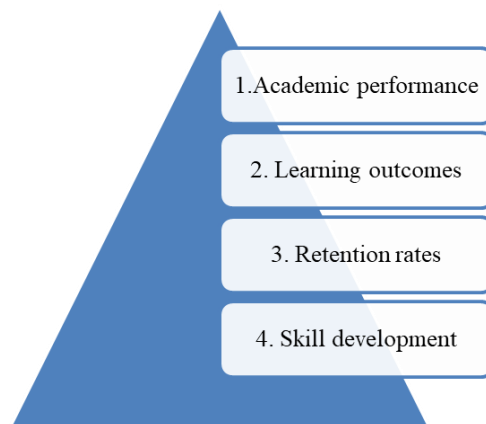 1.Academic performance
2. Learning outcomes
3. Retention rates
4. Skill development